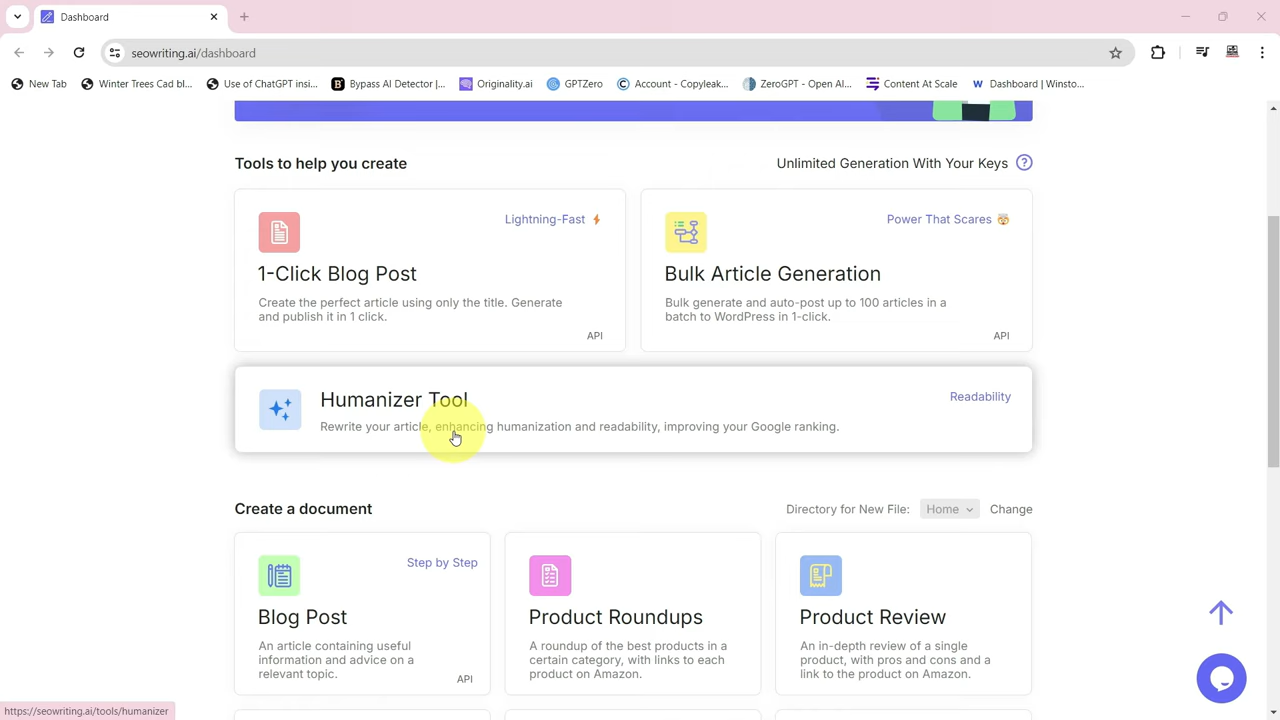 Dashboard
seowriting.ai/dashboard
New Tab
Winter Trees Cad bl...
Use of ChatGPT insi...
Bypass AI Detector |...
Originality.ai
GPTZero
Account - Copyleak...
ZeroGPT - Open AI...
Content At Scale
Dashboard | Winsto...
Tools to help you create
Unlimited Generation With Your Keys ?
Lightning-Fast
1-Click Blog Post
Create the perfect article using only the title. Generate
and publish it in 1 click.
API
Power That Scares
Bulk Article Generation
Bulk generate and auto-post up to 100 articles in a
batch to WordPress in 1-click.
API
Humanizer Tool
Readability
Rewrite your article, enhancing humanization and readability, improving your Google ranking.
Create a document
Directory for New File: Home Change
Step by Step
Blog Post
An article containing useful
information and advice on a
relevant topic.
API
Product Roundups
A roundup of the best products in a
certain category, with links to each
product on Amazon.
Product Review
An in-depth review of a single
product, with pros and cons and a
link to the product on Amazon.
https://seowriting.ai/tools/humanizer